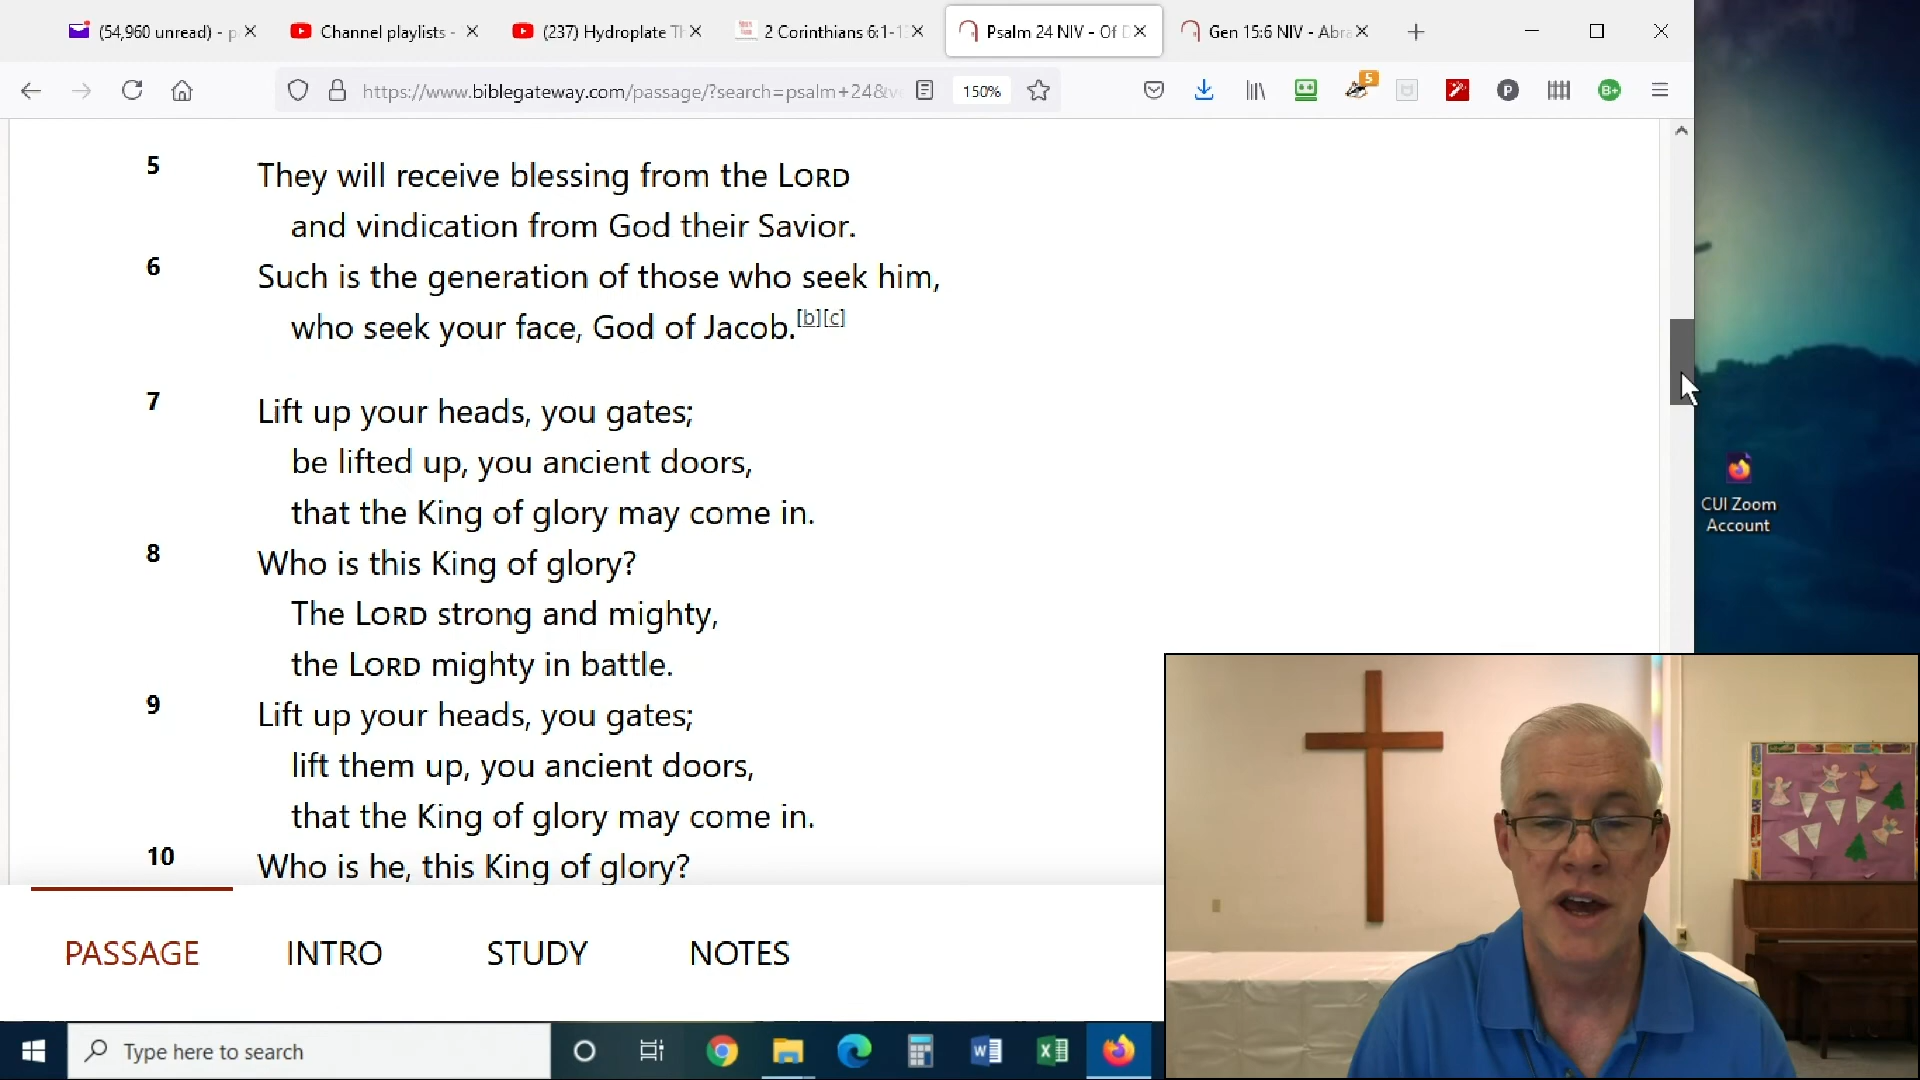 (54,960 unread) - p
Channel playlists -
(237) Hydroplate Th
2 Corinthians 6:1-1
Psalm 24 NIV - Of D
Gen 15:6 NIV - Abra
https://www.biblegateway.com/passage/?search=psalm+24&v
150%
5
B+
5 They will receive blessing from the LORD
and vindication from God their Savior.
6 Such is the generation of those who seek him,
who seek your face, God of Jacob.[b][c]
7 Lift up your heads, you gates;
be lifted up, you ancient doors,
that the King of glory may come in.
8 Who is this King of glory?
The LORD strong and mighty,
the LORD mighty in battle.
9 Lift up your heads, you gates;
lift them up, you ancient doors,
that the King of glory may come in.
10 Who is he, this King of glory?
CUI Zoom
Account
PASSAGE
INTRO
STUDY
NOTES
Type here to search